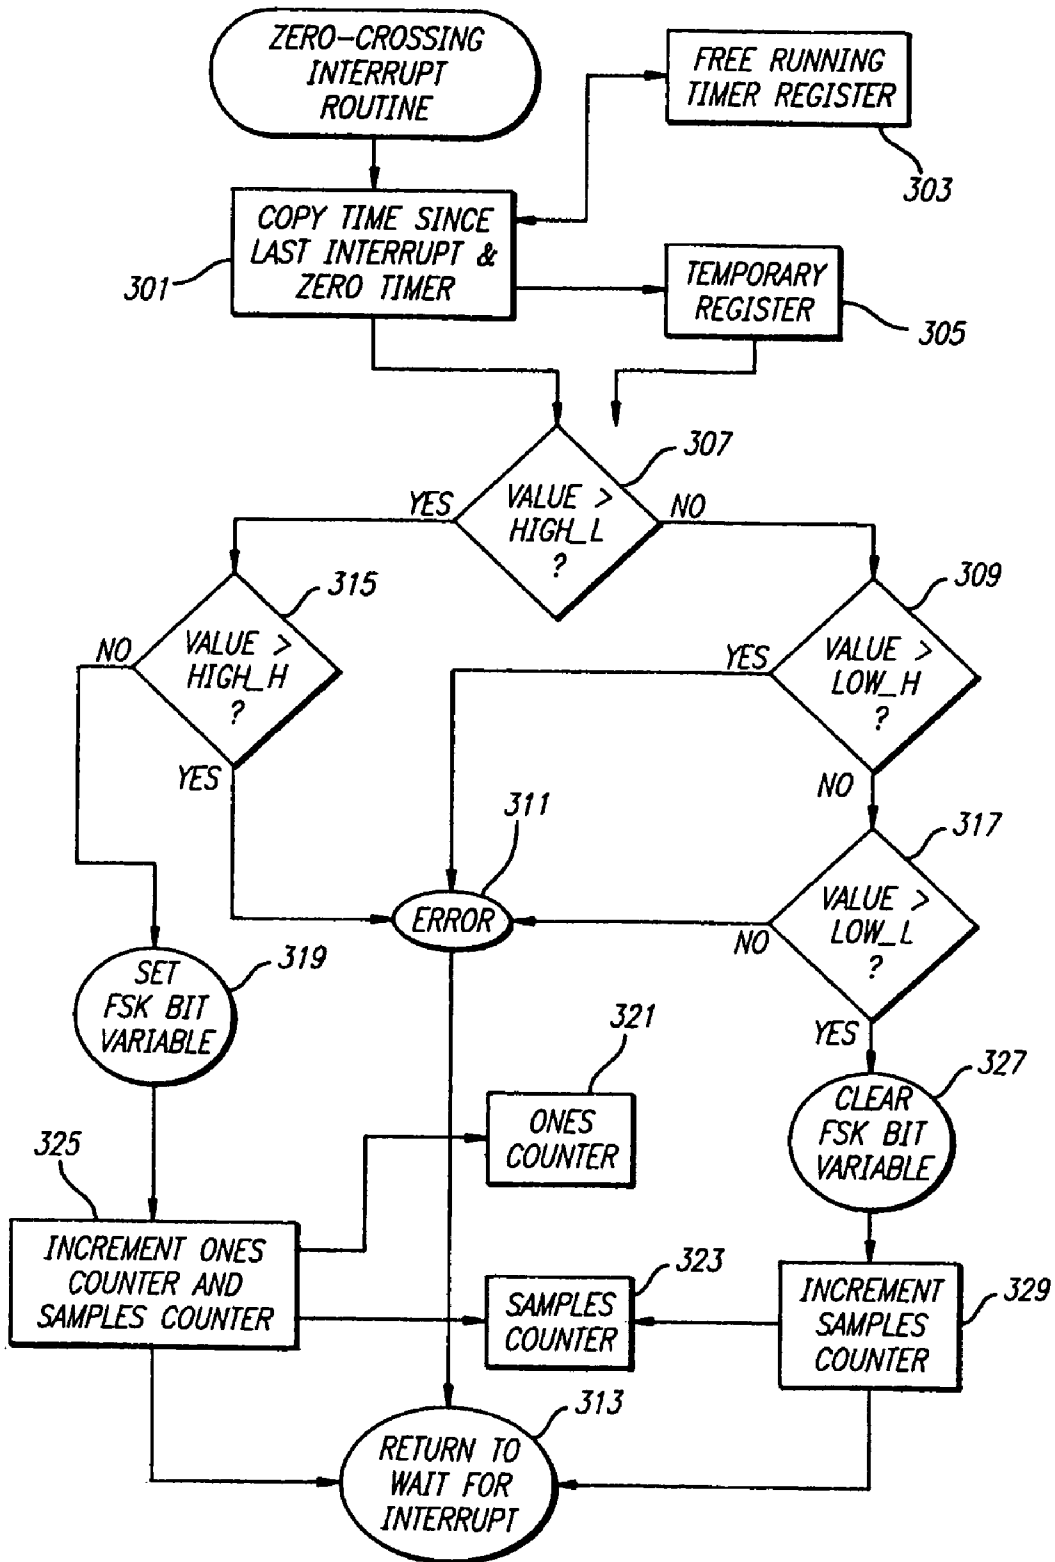 ZERO-CROSSING
INTERRUPT
ROUTINE
FREE RUNNING
TIMER REGISTER
303
COPY TIME SINCE
LAST INTERRUPT &
ZERO TIMER
301
TEMPORARY
REGISTER
305
307
VALUE >
HIGH_L
?
YES
NO
315
VALUE >
HIGH_H
?
NO
YES
309
VALUE >
LOW_H
?
YES
NO
311
ERROR
317
VALUE >
LOW_L
?
NO
YES
319
SET
FSK BIT
VARIABLE
321
ONES
COUNTER
327
CLEAR
FSK BIT
VARIABLE
325
INCREMENT ONES
COUNTER AND
SAMPLES COUNTER
323
SAMPLES
COUNTER
329
INCREMENT
SAMPLES
COUNTER
313
RETURN TO
WAIT FOR
INTERRUPT